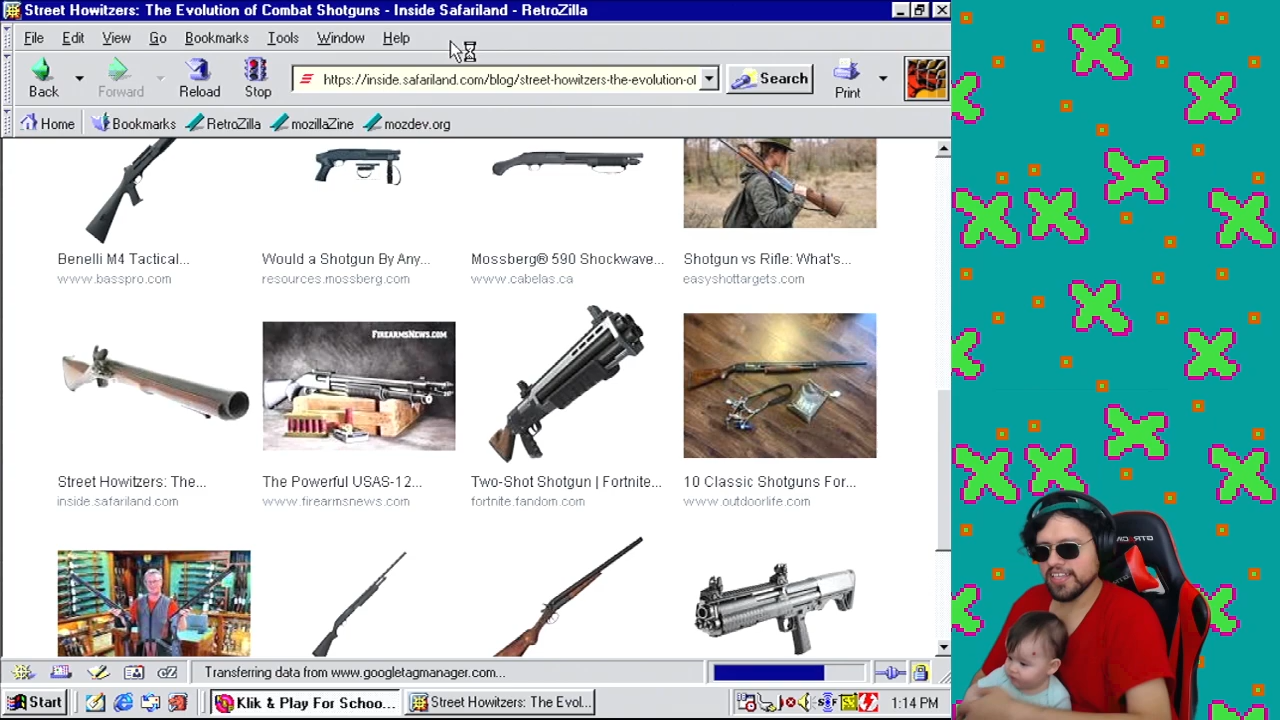 Street Howitzers: The Evolution of Combat Shotguns - Inside Safariland - RetroZilla
File Edit View Go Bookmarks Tools Window Help
Back Forward Reload Stop https://inside.safariland.com/blog/street-howitzers-the-evolution-of Search Print
Home Bookmarks RetroZilla mozillaZine mozdev.org
Benelli M4 Tactical... Would a Shotgun By Any... Mossberg® 590 Shockwave... Shotgun vs Rifle: What's...
www.basspro.com resources.mossberg.com www.cabelas.ca easyshottargets.com
FIREARMSNEWS.COM
Street Howitzers: The... The Powerful USAS-12... Two-Shot Shotgun | Fortnite... 10 Classic Shotguns For...
inside.safariland.com www.firearmsnews.com fortnite.fandom.com www.outdoorlife.com
GTRACING
Transferring data from www.googletagmanager.com...
Start Klik & Play For Schoo... Street Howitzers: The Evol... 1:14 PM